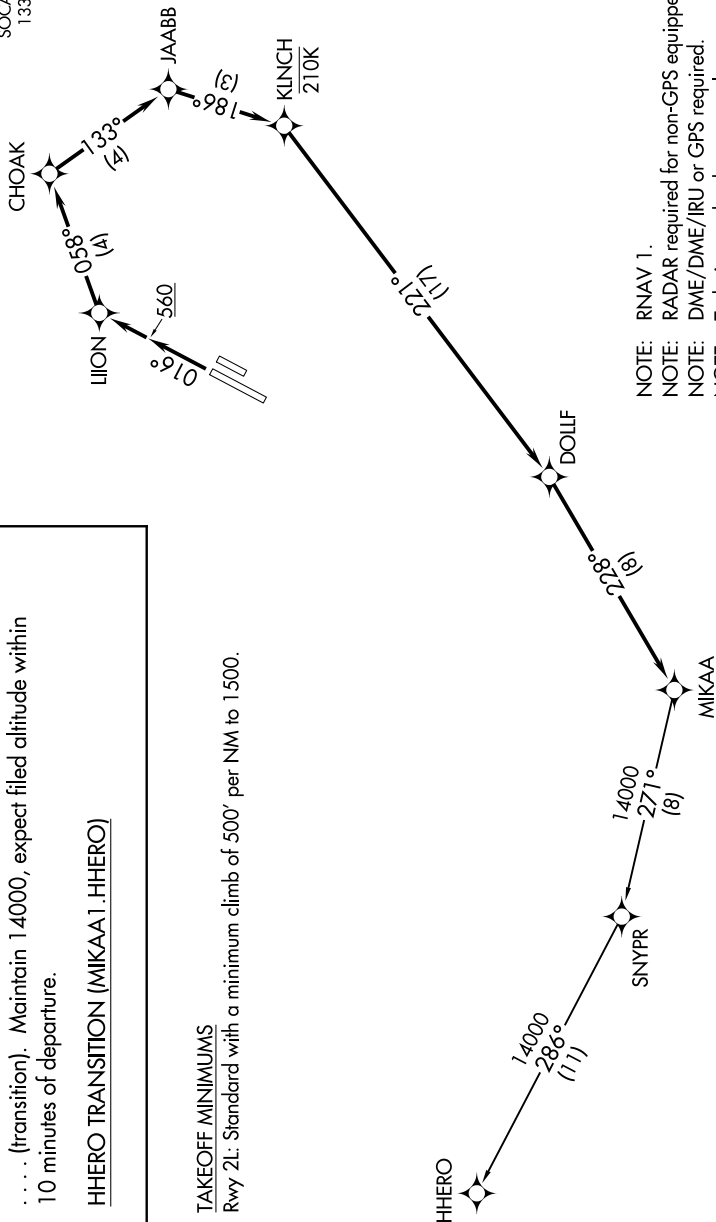 SOCA
133
. . . . (transition). Maintain 14000, expect filed altitude within
10 minutes of departure.
HHERO TRANSITION (MIKAA1.HHERO)
TAKEOFF MINIMUMS
Rwy 2L: Standard with a minimum climb of 500' per NM to 1500.
CHOAK
JAABB
133°
(4)
186°
(3)
KLNCH
210K
058°
(4)
LIION
560
016°
221°
(17)
DOLLF
228°
(8)
MIKAA
14000
271°
(8)
SNYPR
14000
286°
(11)
HHERO
NOTE: RNAV 1.
NOTE: RADAR required for non-GPS equippe
NOTE: DME/DME/IRU or GPS required.